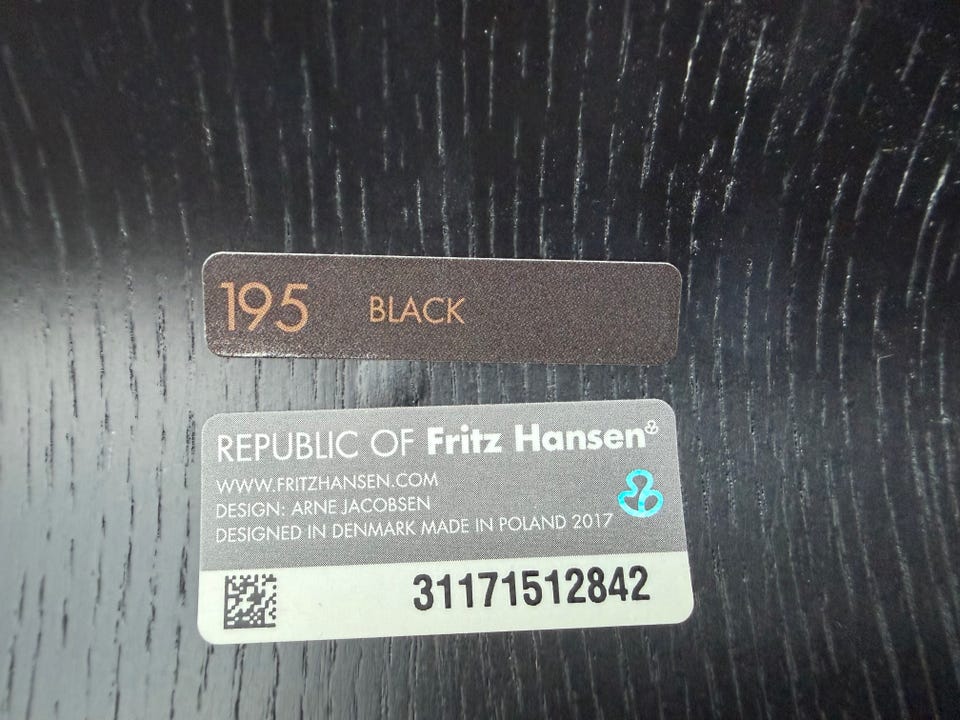 195 BLACK
REPUBLIC OF Fritz Hansen
WWW.FRITZHANSEN.COM
DESIGN: ARNE JACOBSEN
DESIGNED IN DENMARK MADE IN POLAND 2017
31171512842